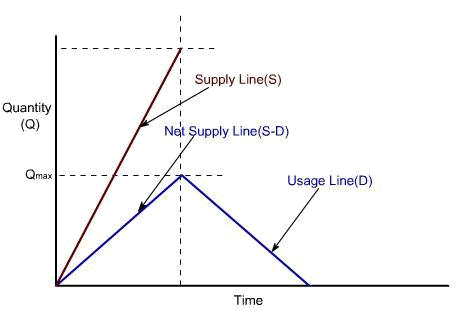 Supply Line(S)
Quantity
(Q)
Net Supply Line(S-D)
Qmax
Usage Line(D)
Time